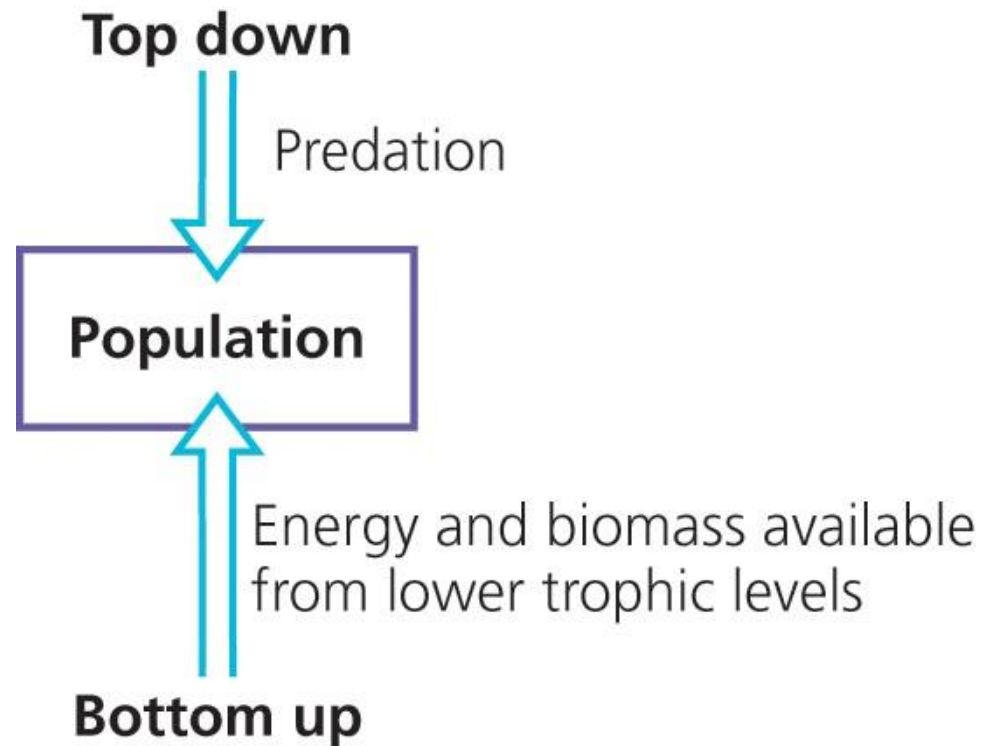 Top down
Predation
Population
Energy and biomass available
from lower trophic levels
Bottom up